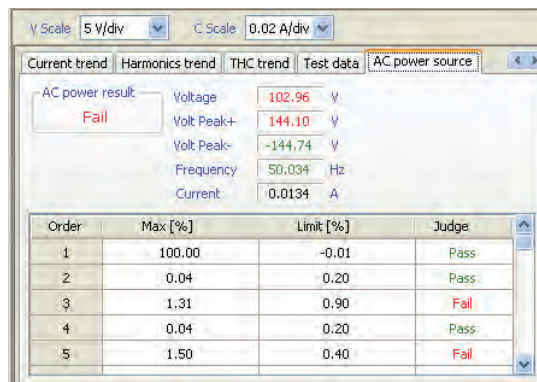 V Scale 5 V/div C Scale 0.02 A/div
Current trend Harmonics trend THC trend Test data AC power source
AC power result
Fail
Voltage 102.96 V
Volt Peak+ 144.10 V
Volt Peak- -144.74 V
Frequency 50.034 Hz
Current 0.0134 A
Order Max [%] Limit [%] Judge
1 100.00 -0.01 Pass
2 0.04 0.20 Pass
3 1.31 0.90 Fail
4 0.04 0.20 Pass
5 1.50 0.40 Fail